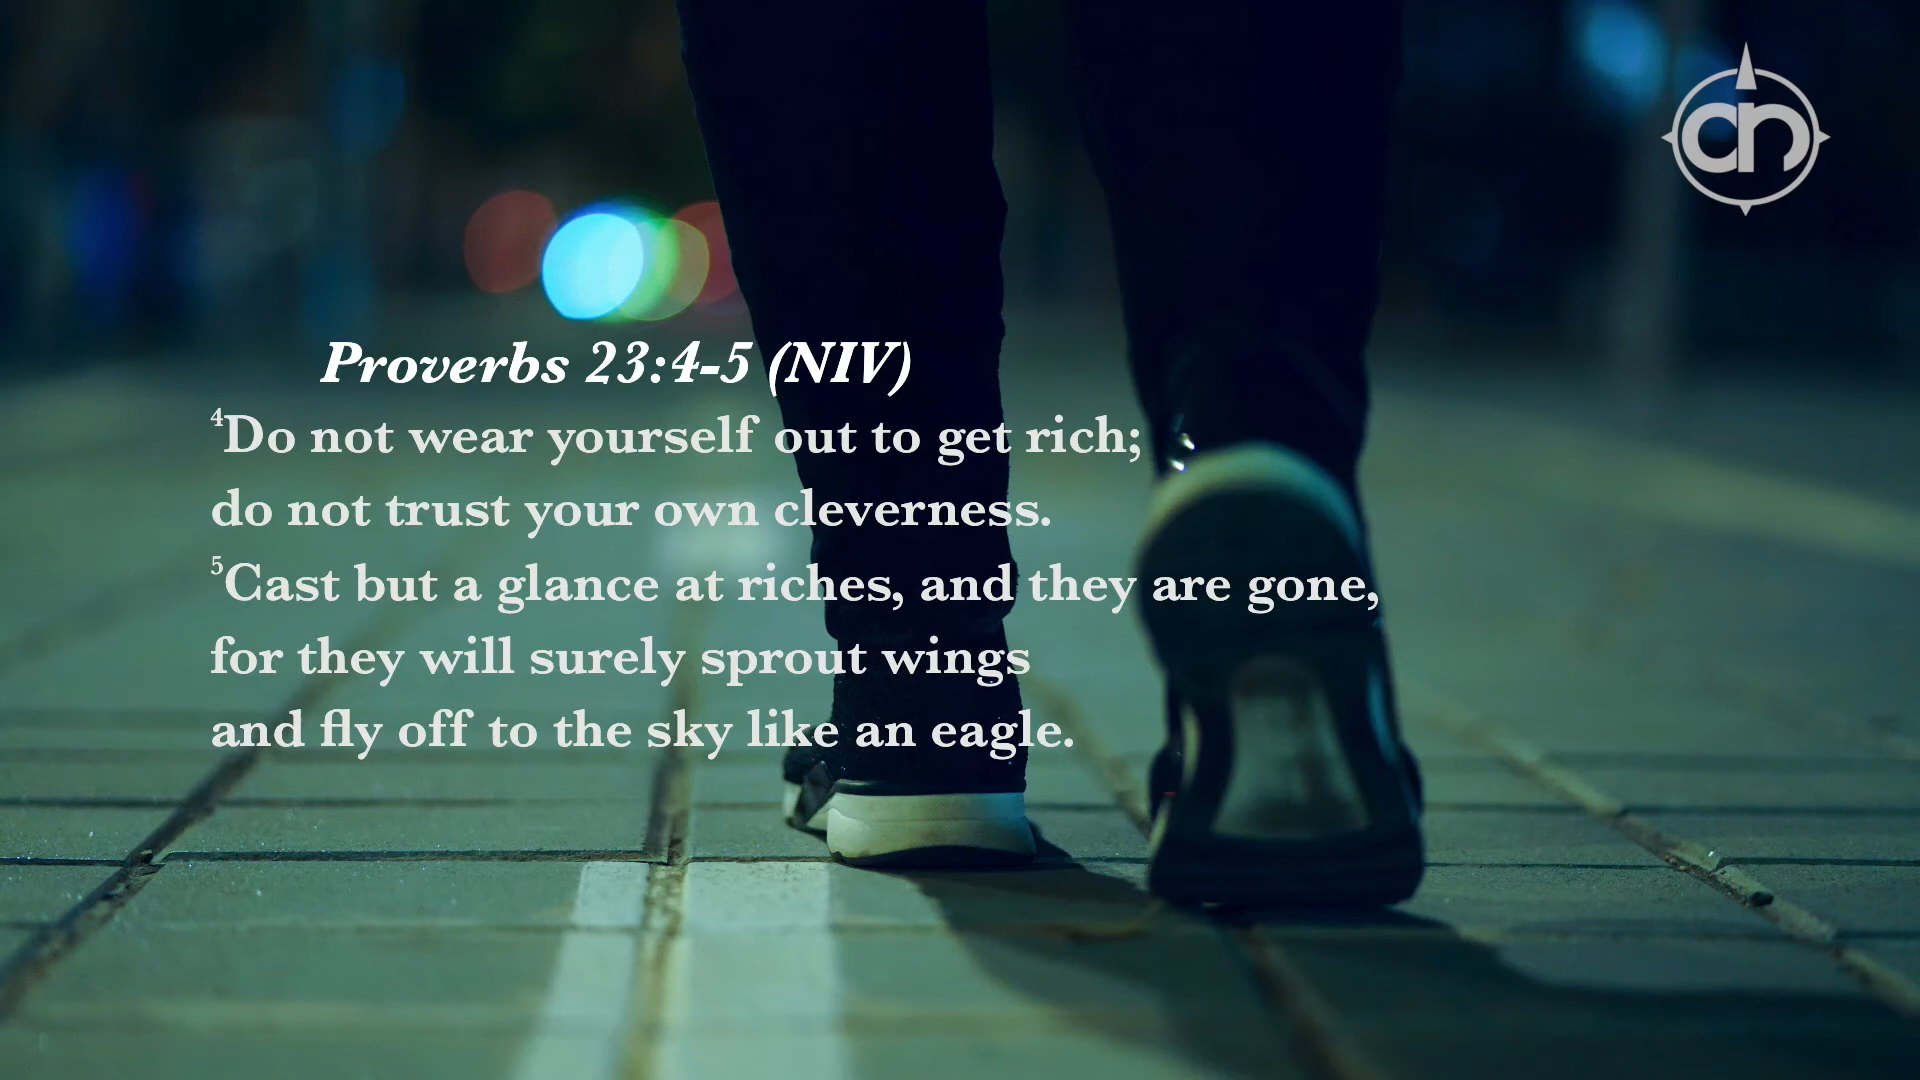 cn
Proverbs 23:4-5 (NIV)
4Do not wear yourself out to get rich;
do not trust your own cleverness.
5Cast but a glance at riches, and they are gone,
for they will surely sprout wings
and fly off to the sky like an eagle.